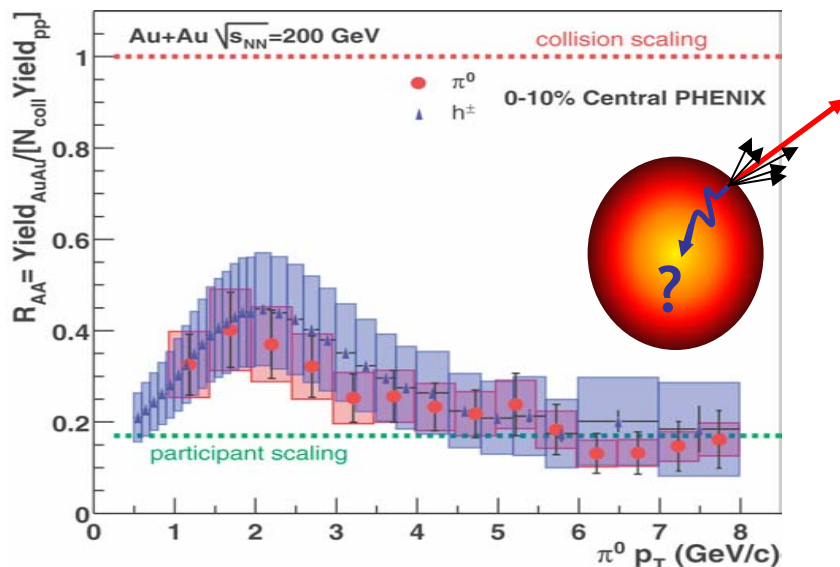 Au+Au √sNN=200 GeV
collision scaling
π0
h±
0-10% Central PHENIX
RAA= YieldAuAu/[Ncoll Yieldpp]
1
0.8
0.6
0.4
0.2
0
?
participant scaling
0 1 2 3 4 5 6 7 8
π0 pT (GeV/c)